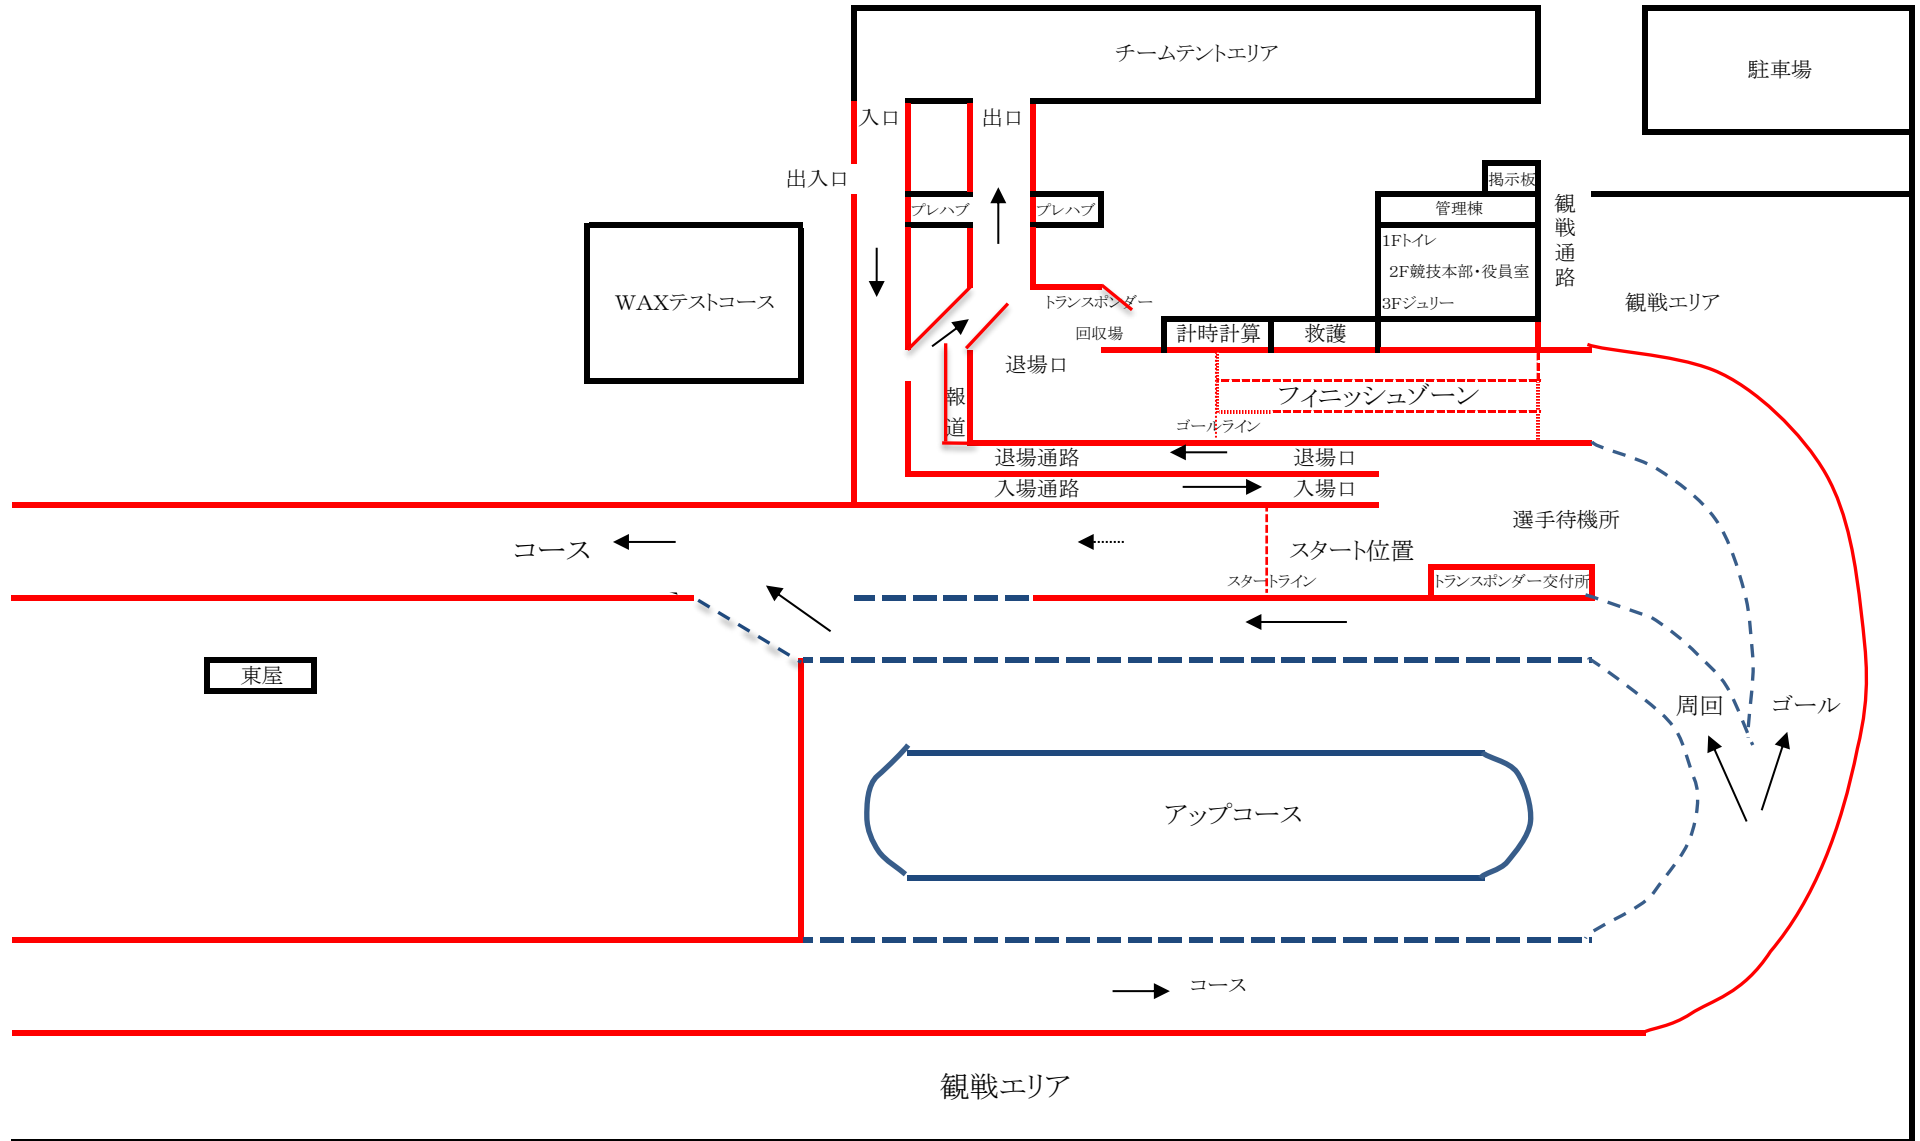 チームテントエリア
駐車場
入口
出口
出入口
掲示板
プレハブ
プレハブ
管理棟
観戦通路
1Fトイレ
2F競技本部・役員室
3Fジュリー
WAXテストコース
トランスポンダー
回収場
観戦エリア
計時計算
救護
退場口
報道
フィニッシュゾーン
ゴールライン
退場通路
退場口
入場通路
入場口
選手待機所
コース
スタート位置
スタートライン
トランスポンダー交付所
東屋
周回
ゴール
アップコース
コース
観戦エリア